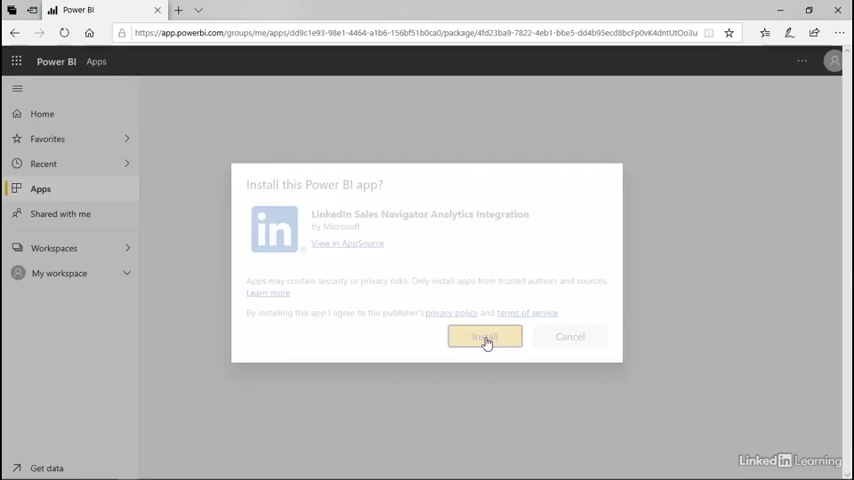 Power BI
https://app.powerbi.com/groups/me/apps/dd9c1e93-98e1-4464-a1b6-156bf51b0ca0/package/4fd23ba9-7822-4eb1-bbe5-dd4b95ecd8bcFp0vK4dntUtOo3u
Power BI Apps
Home
Favorites
Recent
Apps
Shared with me
Workspaces
My workspace
Install this Power BI app?
in
LinkedIn Sales Navigator Analytics Integration
by Microsoft
View in AppSource
Apps may contain security or privacy risks. Only install apps from trusted authors and sources.
Learn more
By installing this app I agree to the publisher's privacy policy and terms of service
Install
Cancel
Get data
LinkedIn Learning